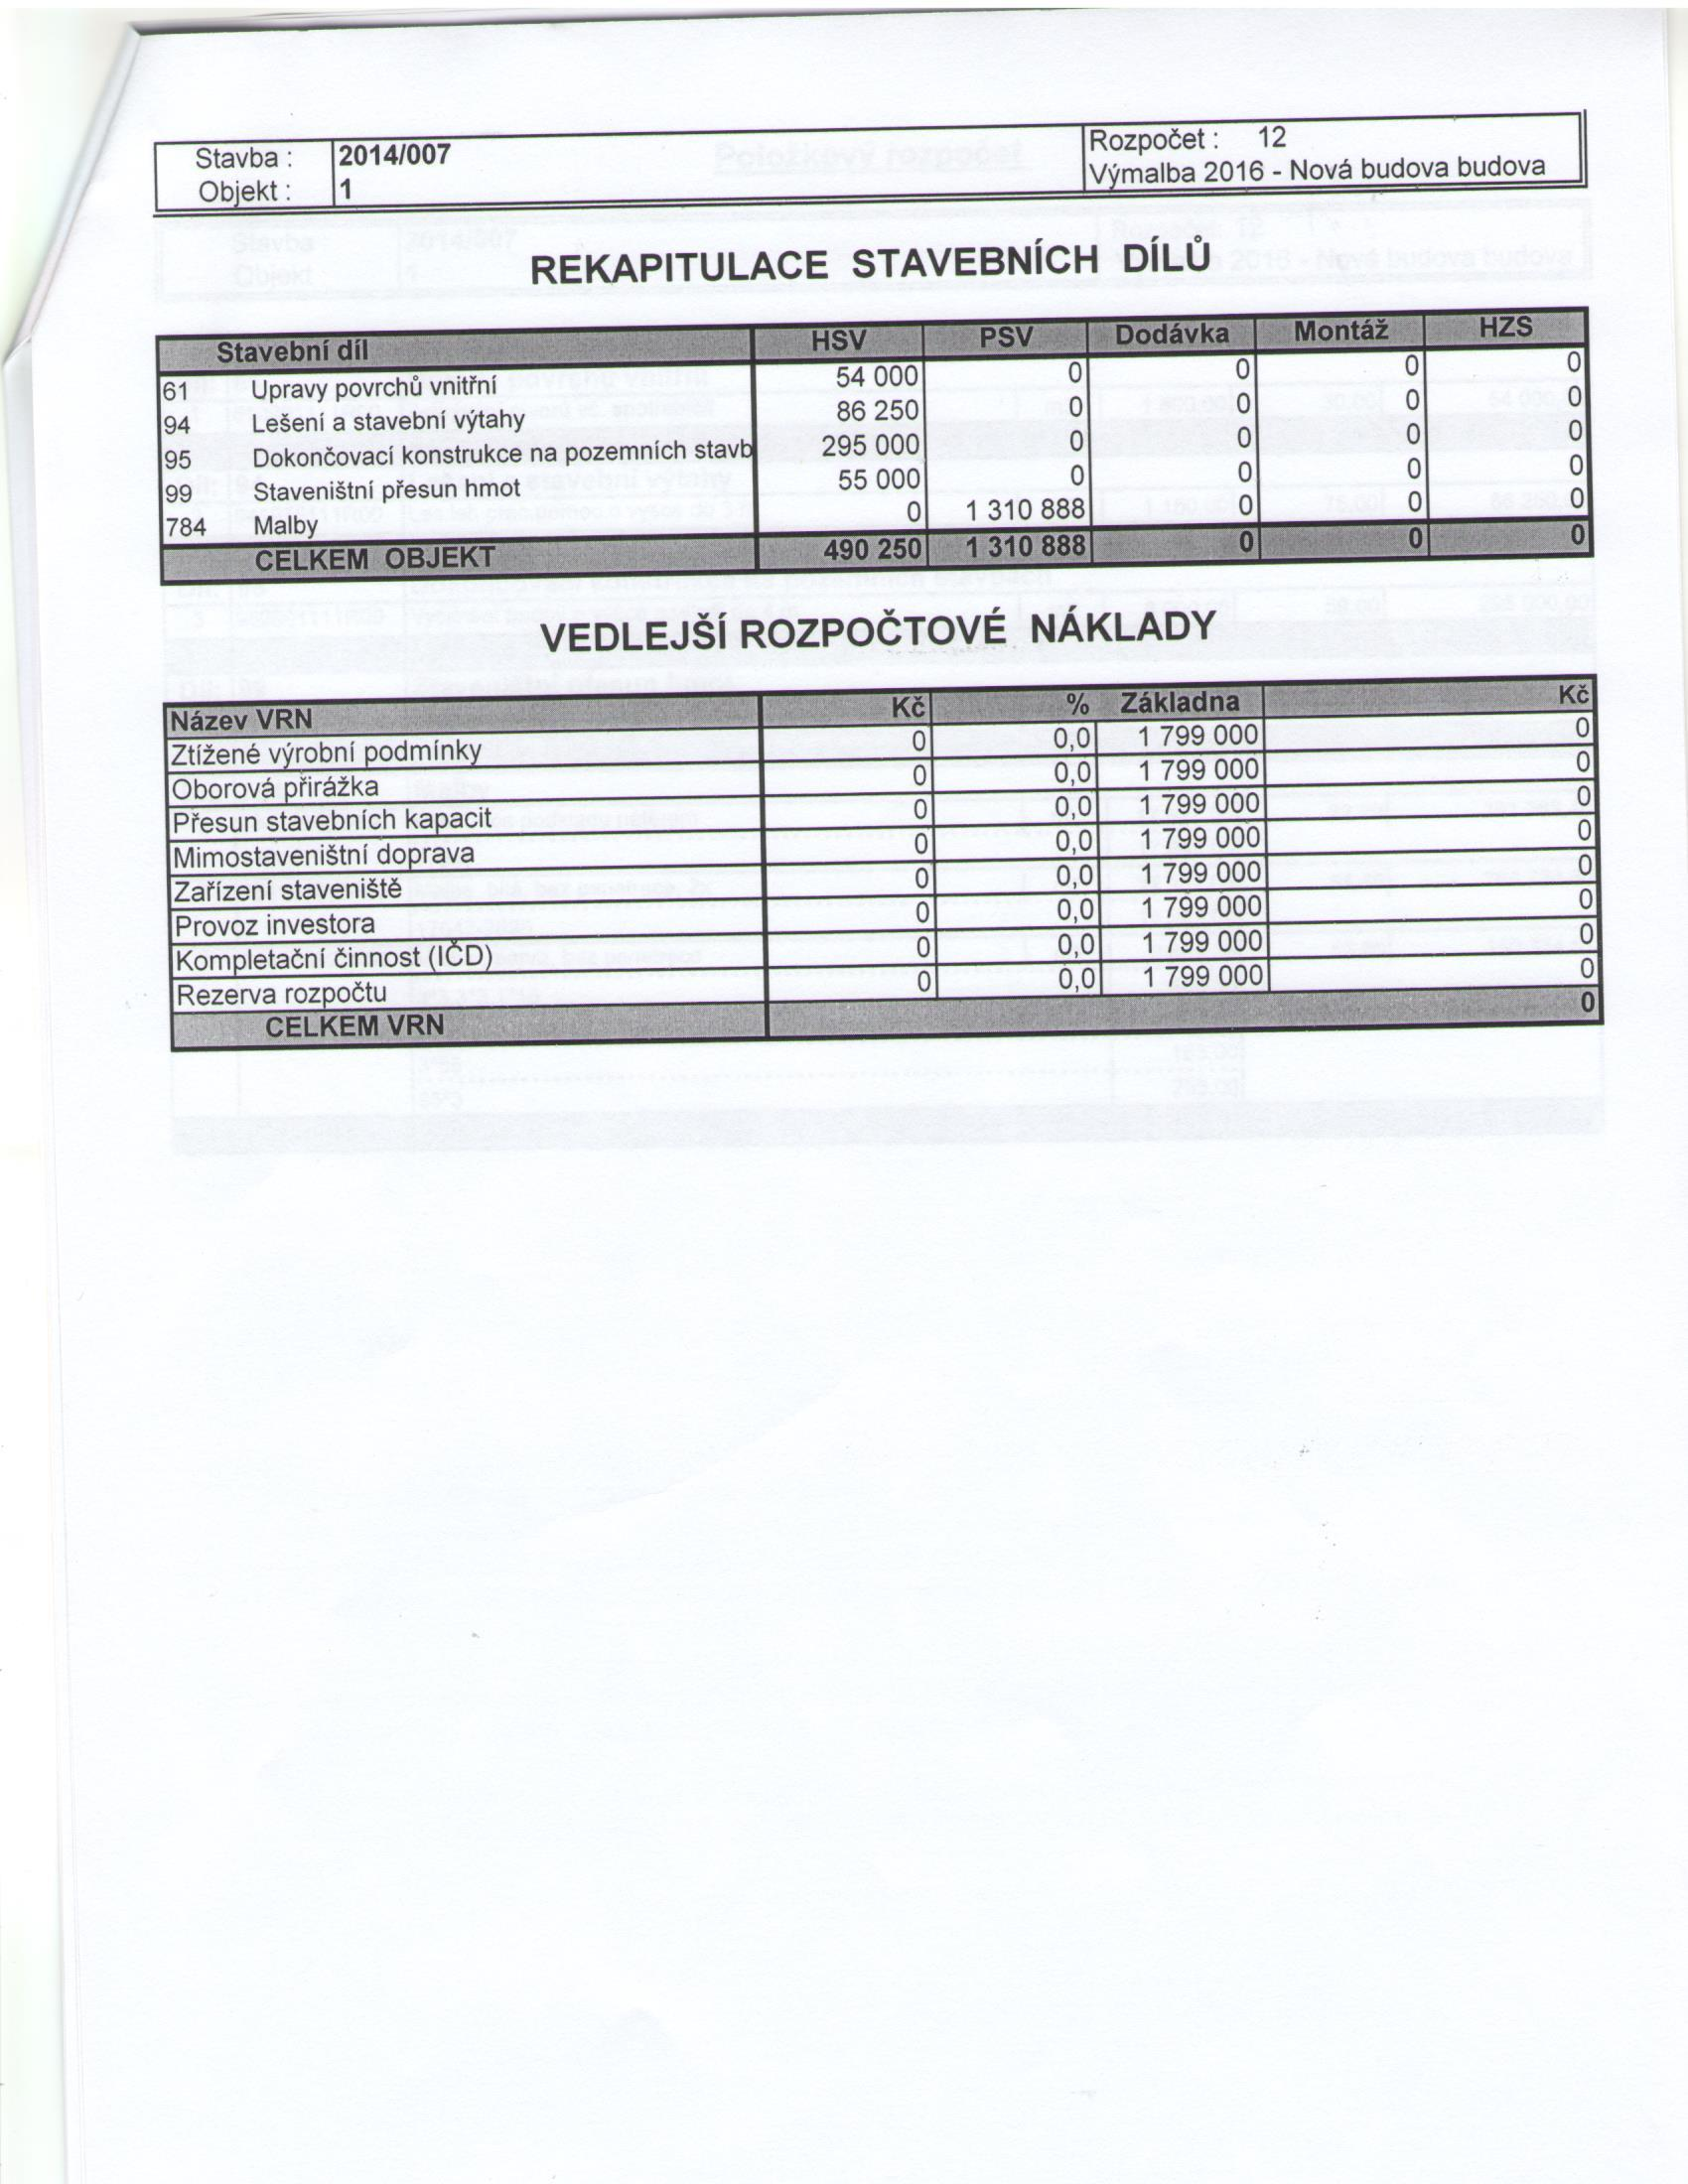 Stavba : 2014/007 Rozpočet : 12
Objekt : 1 Výmalba 2016 - Nová budova budova
REKAPITULACE STAVEBNÍCH DÍLŮ
Stavební díl HSV PSV Dodávka Montáž HZS
61 Upravy povrchů vnitřní 54 000 0 0 0 0
94 Lešení a stavební výtahy 86 250 0 0 0 0
95 Dokončovací konstrukce na pozemních stavb 295 000 0 0 0 0
99 Staveništní přesun hmot 55 000 0 0 0 0
784 Malby 0 1 310 888 0 0 0
CELKEM OBJEKT 490 250 1 310 888 0 0 0
VEDLEJŠÍ ROZPOČTOVÉ NÁKLADY
Název VRN Kč % Základna Kč
Ztížené výrobní podmínky 0 0,0 1 799 000 0
Oborová přirážka 0 0,0 1 799 000 0
Přesun stavebních kapacit 0 0,0 1 799 000 0
Mimostaveništní doprava 0 0,0 1 799 000 0
Zařízení staveniště 0 0,0 1 799 000 0
Provoz investora 0 0,0 1 799 000 0
Kompletační činnost (IČD) 0 0,0 1 799 000 0
Rezerva rozpočtu 0 0,0 1 799 000 0
CELKEM VRN 0